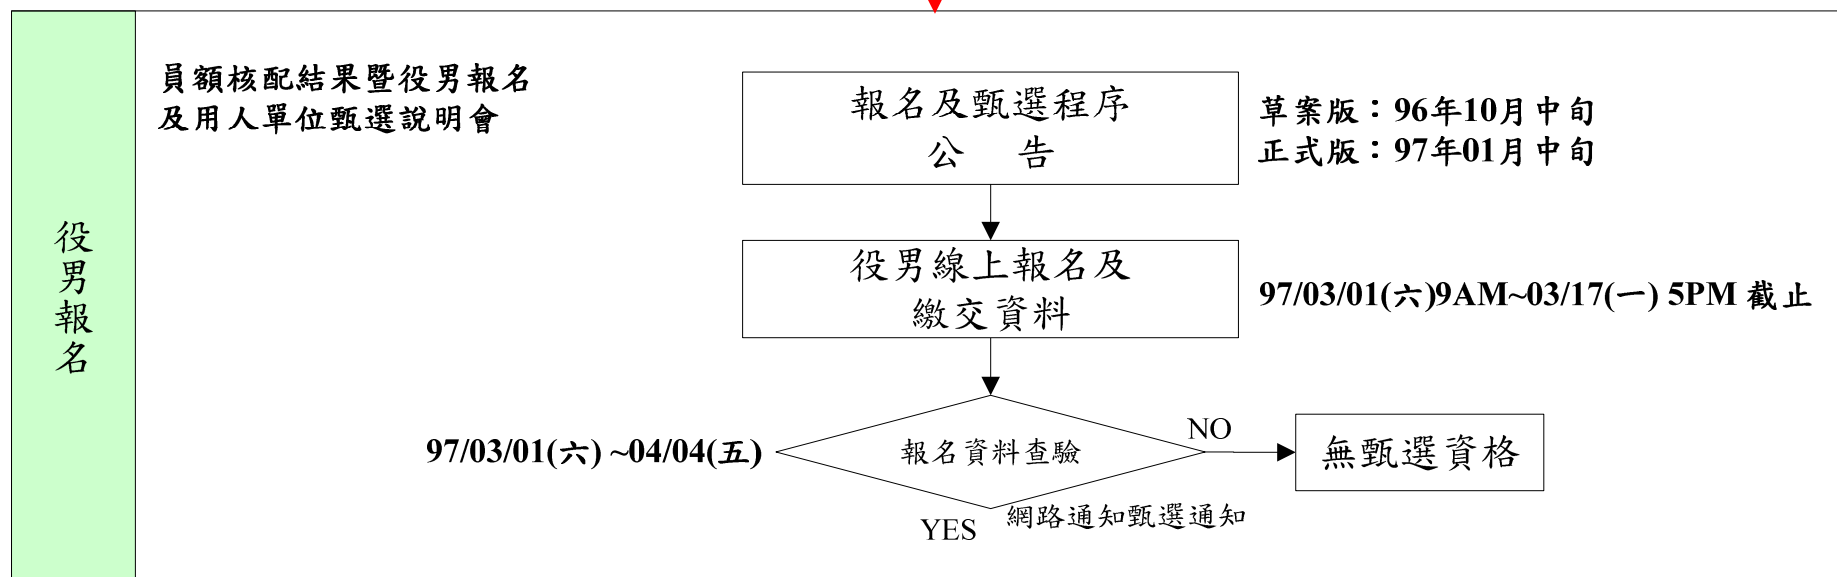 役男報名
員額核配結果暨役男報名
及用人單位甄選說明會
報名及甄選程序
公 告
草案版：96年10月中旬
正式版：97年01月中旬
役男線上報名及
繳交資料
97/03/01(六)9AM~03/17(一) 5PM 截止
97/03/01(六) ~04/04(五)
報名資料查驗
NO
無甄選資格
YES
網路通知甄選通知